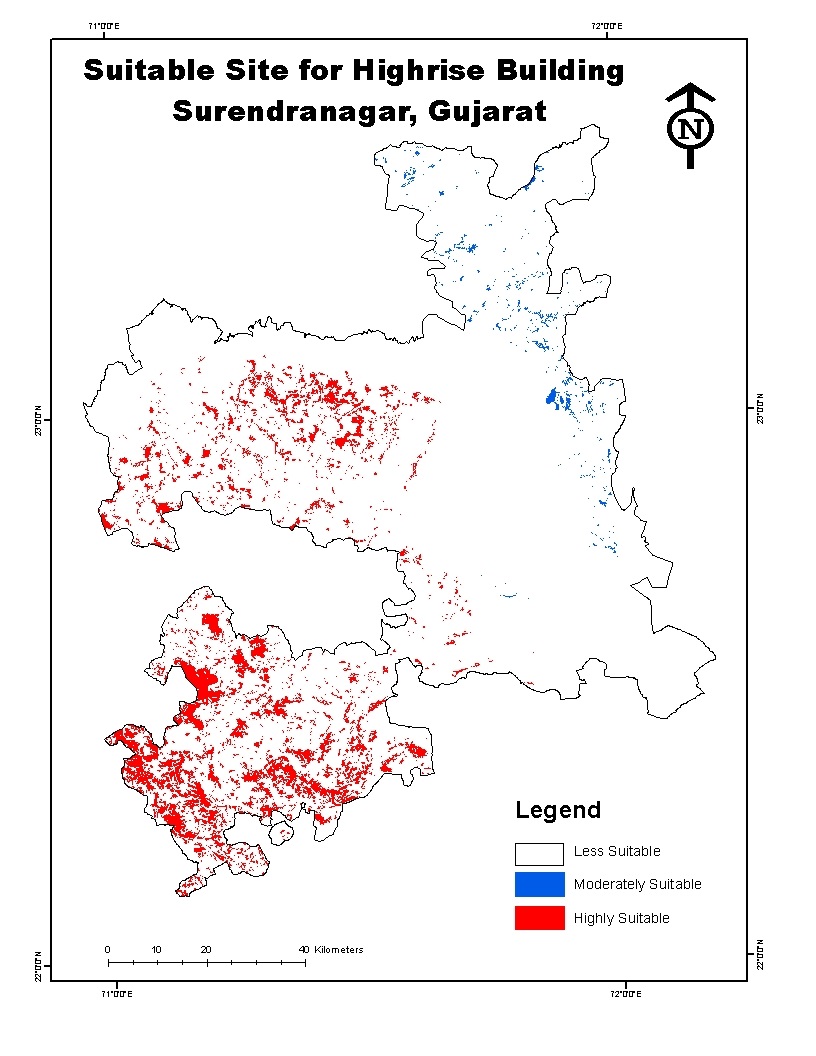 71°0'0"E
72°0'0"E
Suitable Site for Highrise Building
Surendranagar, Gujarat
N
23°0'0"N
23°0'0"N
Legend
Less Suitable
Moderately Suitable
Highly Suitable
0 10 20 40 Kilometers
22°0'0"N
22°0'0"N
71°0'0"E
72°0'0"E